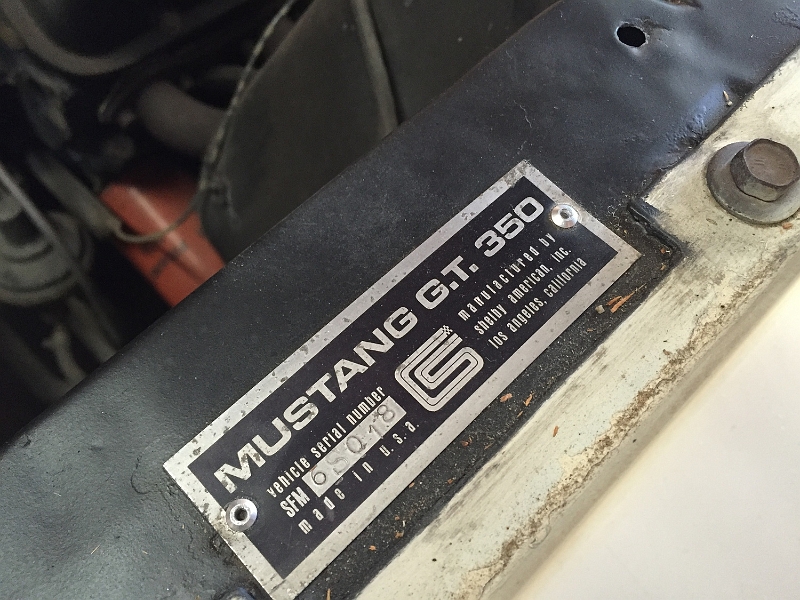 MUSTANG G.T. 350
vehicle serial number
SFM 6S018
made in u.s.a.
manufactured by
shelby american, inc.
los angeles, california